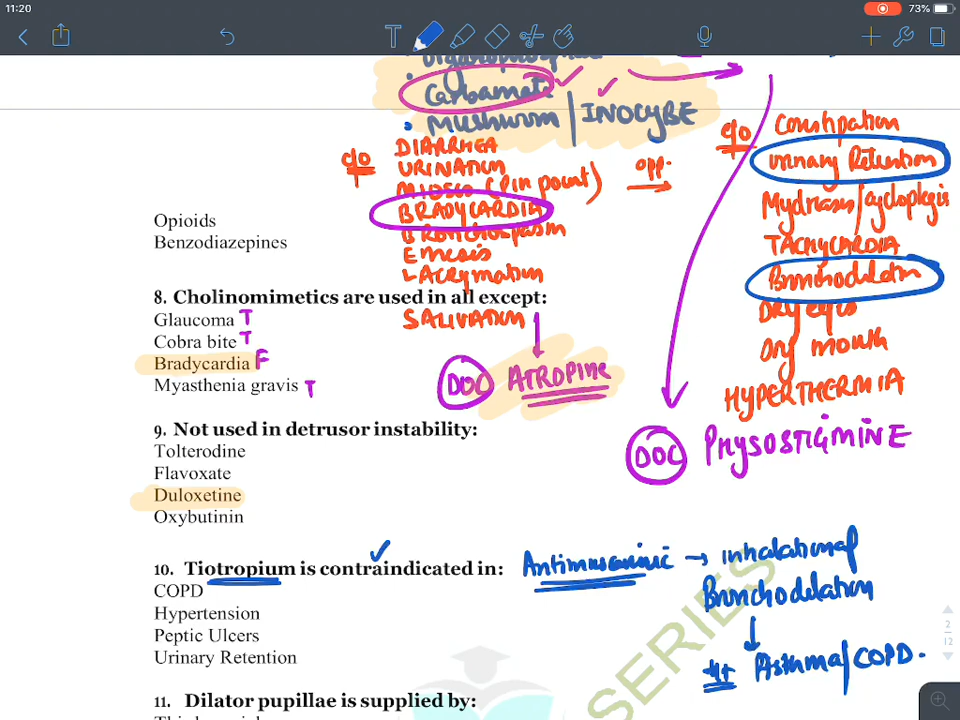 11:20
73%
T
Carbamate
Mushroom / INOCYBE
c/o DIARRHEA
URINATION
MIOSIS (Pin point)
BRADYCARDIA
BRONCHOSPASM
Emesis
LACRYMATION
SALIVATION
opp.
DOC ATROPINE
c/o Constipation
Urinary Retention
Mydriasis/cycloplegia
TACHYCARDIA
Bronchodilation
DRY eyes
Dry mouth
HYPERTHERMIA
DOC PHYSOSTIGMINE
Opioids
Benzodiazepines
8. Cholinomimetics are used in all except:
Glaucoma T
Cobra bite T
Bradycardia F
Myasthenia gravis T
9. Not used in detrusor instability:
Tolterodine
Flavoxate
Duloxetine
Oxybutinin
10. Tiotropium is contraindicated in:
COPD
Hypertension
Peptic Ulcers
Urinary Retention
Antimuscarinic → inhalational
Bronchodilation
Asthma/COPD.
SERIES
2
12
11. Dilator pupillae is supplied by: